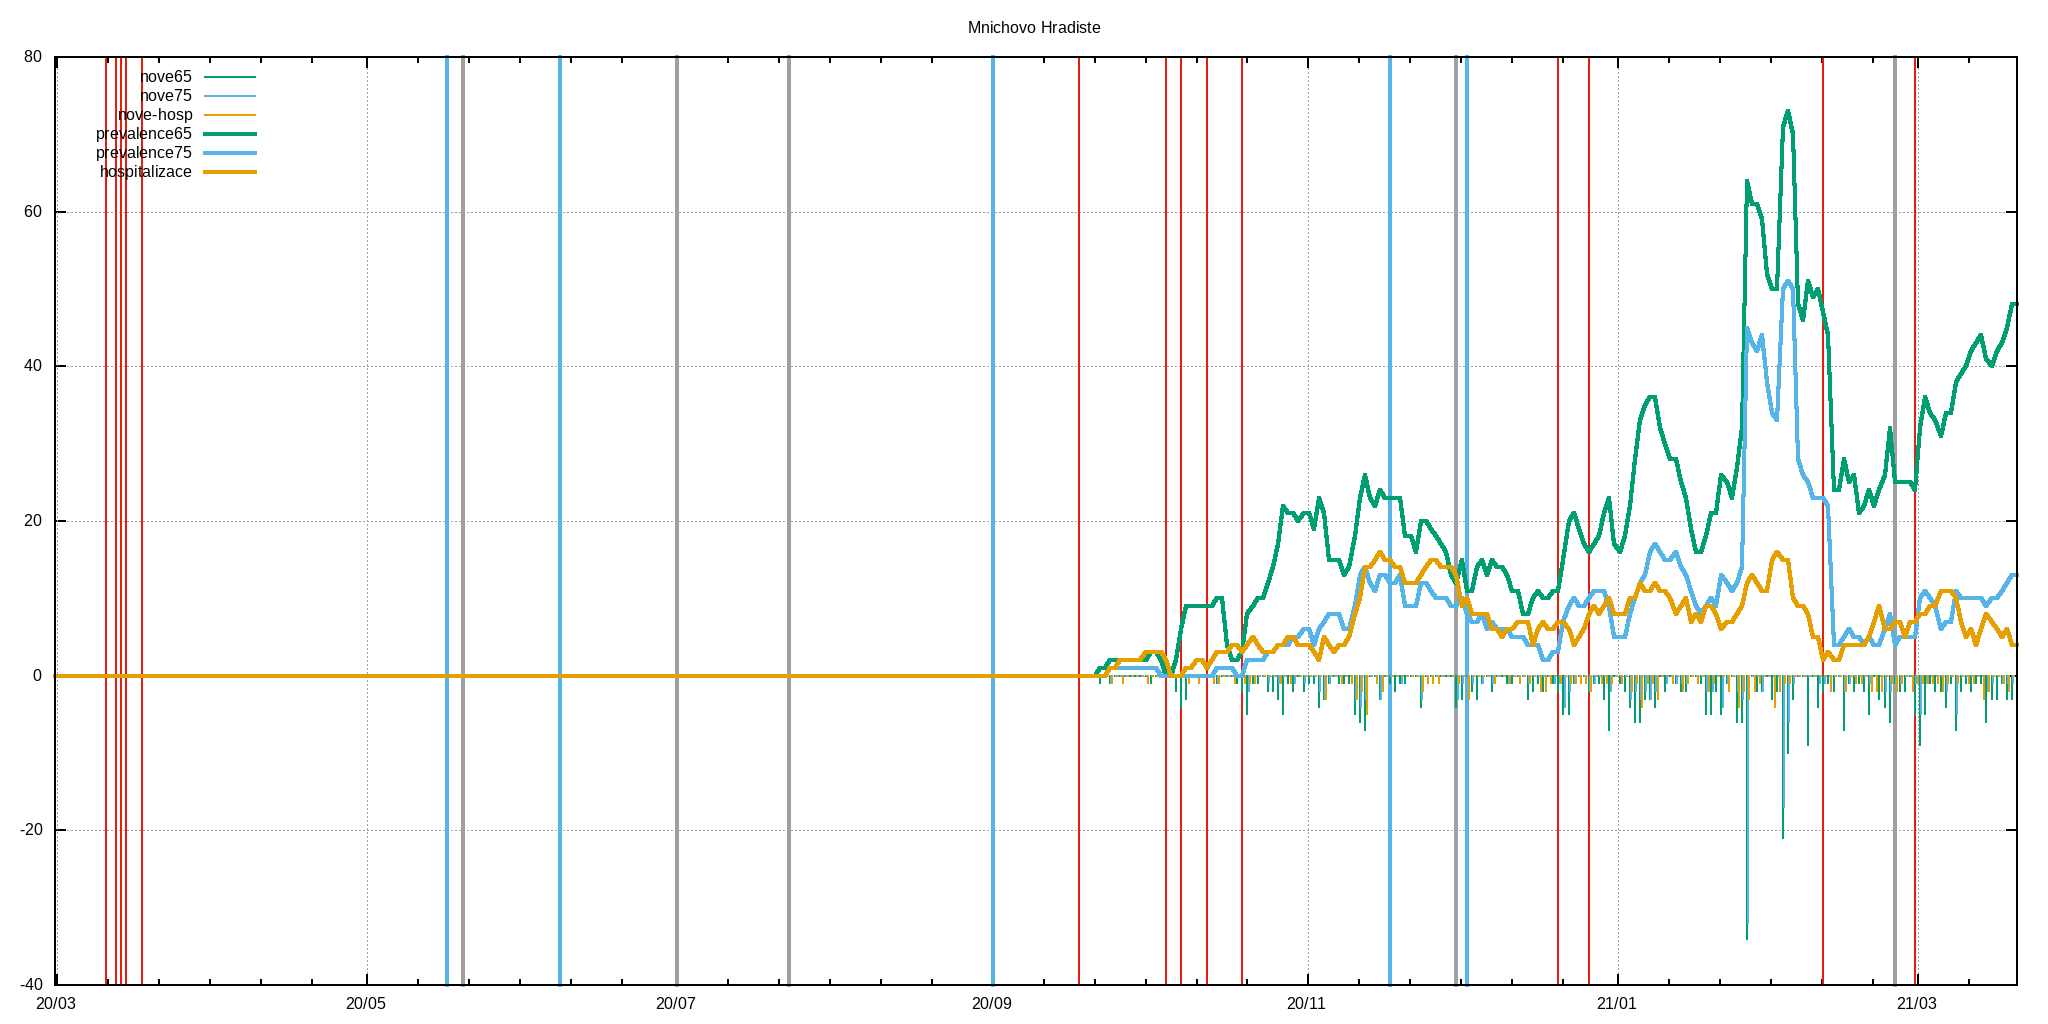 Mnichovo Hradiste
80
60
40
20
0
-20
-40
nove65
nove75
nove-hosp
prevalence65
prevalence75
hospitalizace
20/03 20/05 20/07 20/09 20/11 21/01 21/03